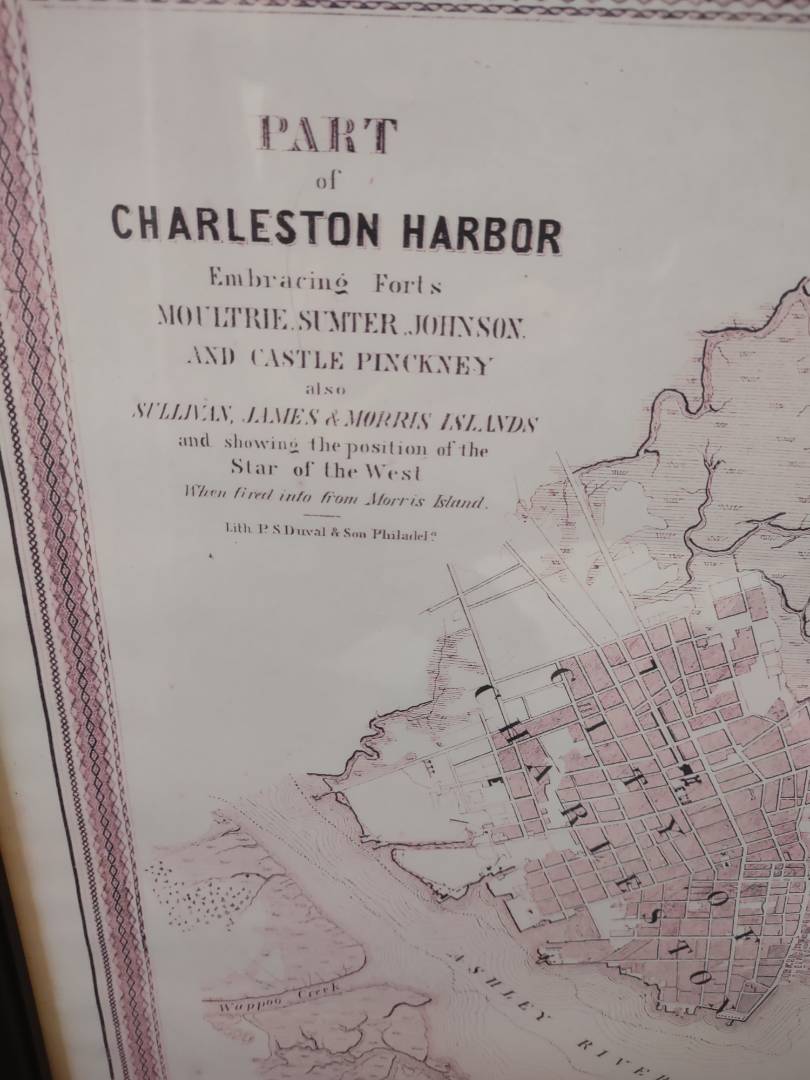 PART
of
CHARLESTON HARBOR
Embracing Forts
MOULTRIE, SUMTER, JOHNSON.
AND CASTLE PINCKNEY
also
SULLIVAN, JAMES & MORRIS ISLANDS
and showing the position of the
Star of the West
When fired into from Morris Island.
Lith. P. S. Duval & Son Philadela.
CITY OF
CHARLESTON
ASHLEY RIVER
Wappoo Creek